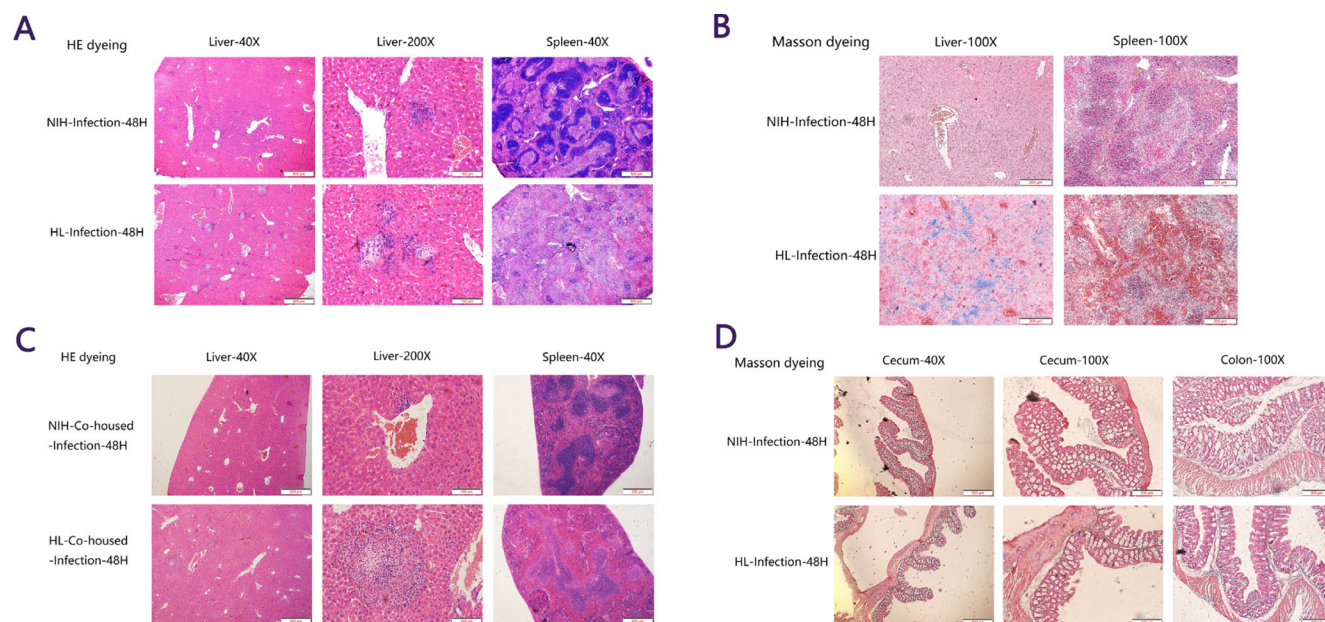 A
HE dyeing
Liver-40X
Liver-200X
Spleen-40X
NIH-Infection-48H
HL-Infection-48H
B
Masson dyeing
Liver-100X
Spleen-100X
NIH-Infection-48H
HL-Infection-48H
C
HE dyeing
Liver-40X
Liver-200X
Spleen-40X
NIH-Co-housed
-Infection-48H
HL-Co-housed
-Infection-48H
D
Masson dyeing
Cecum-40X
Cecum-100X
Colon-100X
NIH-Infection-48H
HL-Infection-48H